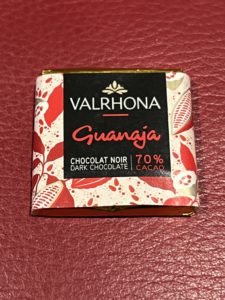 VALRHONA
Guanaja
CHOCOLAT NOIR
DARK CHOCOLATE
70%
CACAO